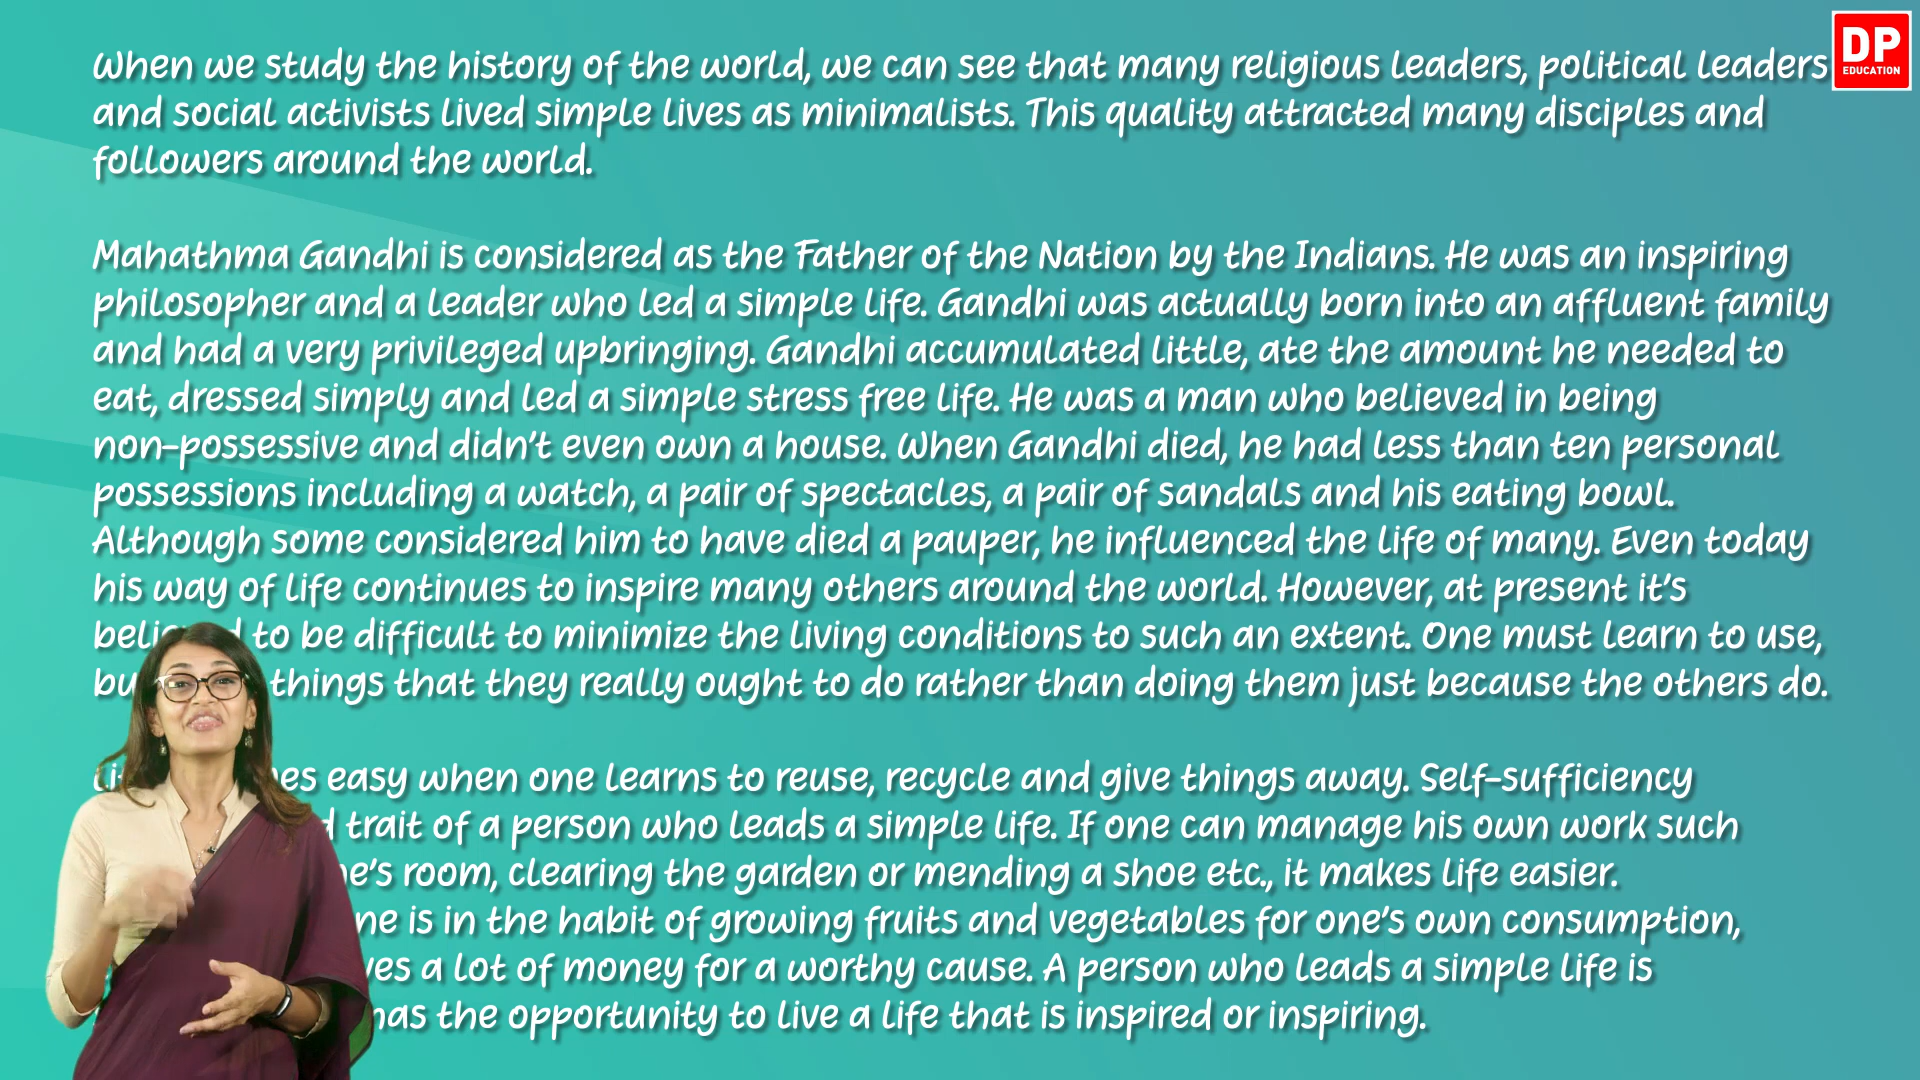 When we study the history of the world, we can see that many religious leaders, political leaders
and social activists lived simple lives as minimalists. This quality attracted many disciples and
followers around the world.
Mahathma Gandhi is considered as the Father of the Nation by the Indians. He was an inspiring
philosopher and a leader who led a simple life. Gandhi was actually born into an affluent family
and had a very privileged upbringing. Gandhi accumulated little, ate the amount he needed to
eat, dressed simply and led a simple stress free life. He was a man who believed in being
non-possessive and didn't even own a house. When Gandhi died, he had less than ten personal
possessions including a watch, a pair of spectacles, a pair of sandals and his eating bowl.
Although some considered him to have died a pauper, he influenced the life of many. Even today
his way of life continues to inspire many others around the world. However, at present it's
to be difficult to minimize the living conditions to such an extent. One must learn to use,
things that they really ought to do rather than doing them just because the others do.
easy when one learns to reuse, recycle and give things away. Self-sufficiency
trait of a person who leads a simple life. If one can manage his own work such
room, clearing the garden or mending a shoe etc., it makes life easier.
is in the habit of growing fruits and vegetables for one's own consumption,
a lot of money for a worthy cause. A person who leads a simple life is
has the opportunity to live a life that is inspired or inspiring.
DP
EDUCATION